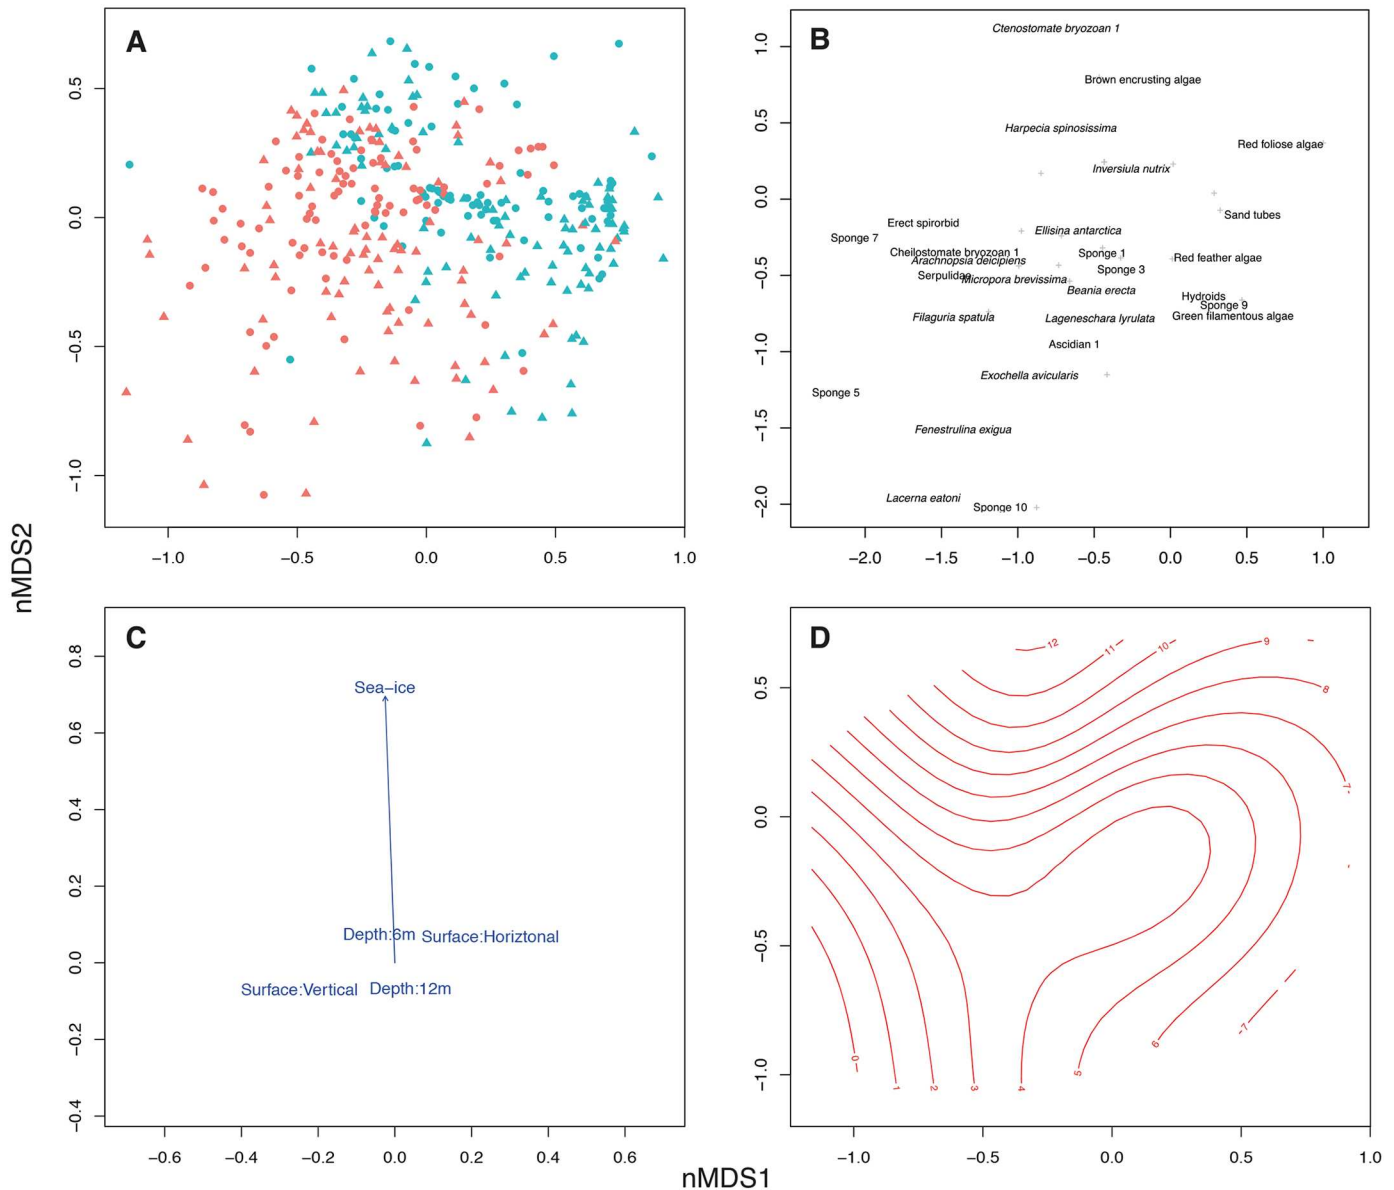 A
0.5
0.0
−0.5
−1.0
−1.0
−0.5
0.0
0.5
1.0
B
Ctenostomate bryozoan 1
Brown encrusting algae
Harpecia spinosissima
Red foliose algae
Inversiula nutrix
Sand tubes
Erect spirorbid
Ellisina antarctica
Sponge 7
Cheilostomate bryozoan 1
Sponge 1
Arachnopsia deicipiens
Red feather algae
Sponge 3
Serpulidae
Micropora brevissima
Beania erecta
Hydroids
Sponge 9
Filaguria spatula
Lageneschara lyrulata
Green filamentous algae
Ascidian 1
Exochella avicularis
Sponge 5
Fenestrulina exigua
Lacerna eatoni
Sponge 10
1.0
0.5
0.0
−0.5
−1.0
−1.5
−2.0
−2.0
−1.5
−1.0
−0.5
0.0
0.5
1.0
nMDS2
C
Sea−ice
Depth:6m
Surface:Horiztonal
Surface:Vertical
Depth:12m
0.8
0.6
0.4
0.2
0.0
−0.2
−0.4
−0.6
−0.4
−0.2
0.0
0.2
0.4
0.6
D
12
11
10
9
8
7
7
6
5
4
3
2
1
0
0.5
0.0
−0.5
−1.0
−1.0
−0.5
0.0
0.5
1.0
nMDS1